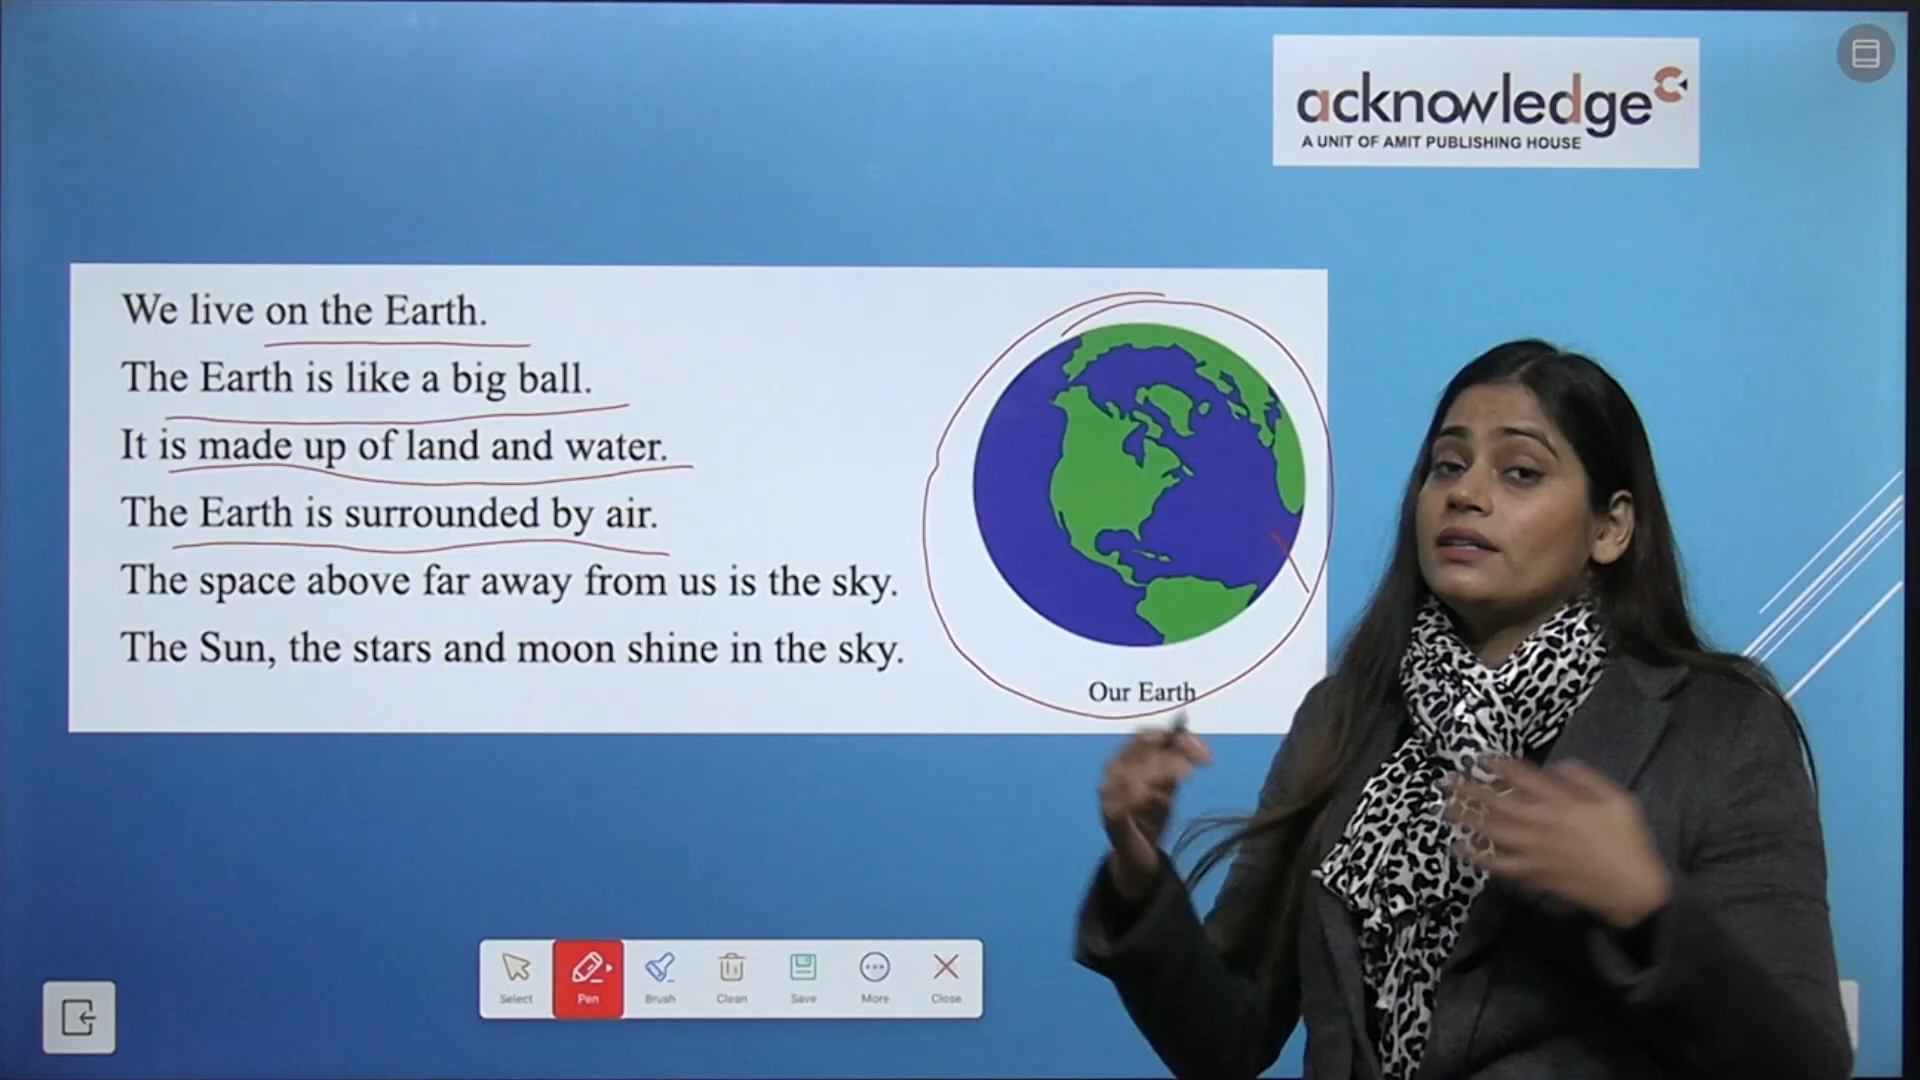 acknowledge
A UNIT OF AMIT PUBLISHING HOUSE
We live on the Earth.
The Earth is like a big ball.
It is made up of land and water.
The Earth is surrounded by air.
The space above far away from us is the sky.
The Sun, the stars and moon shine in the sky.
Our Earth
Select Pen Brush Clean Save More Close